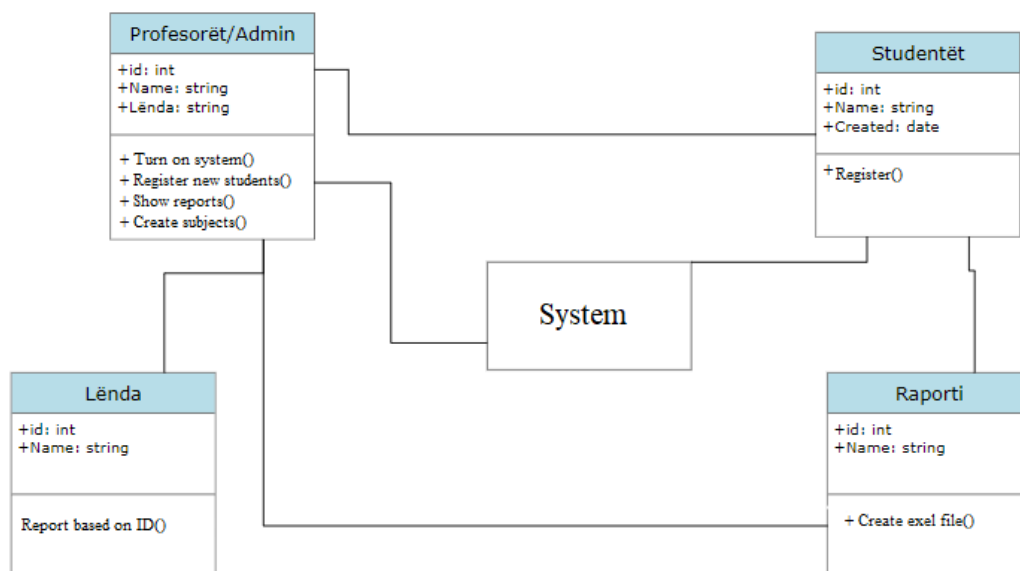 Profesorët/Admin
+id: int
+Name: string
+Lënda: string
+ Turn on system()
+ Register new students()
+ Show reports()
+ Create subjects()
Studentët
+id: int
+Name: string
+Created: date
+Register()
System
Lënda
+id: int
+Name: string
Report based on ID()
Raporti
+id: int
+Name: string
+ Create exel file()